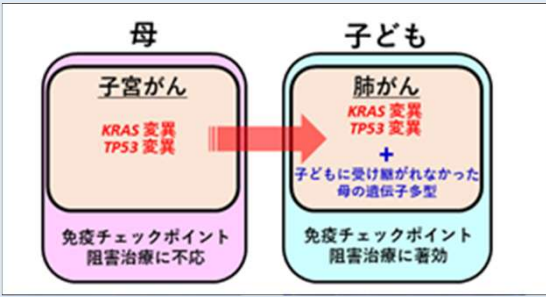 母
子宮がん
KRAS 変異
TP53 変異
免疫チェックポイント
阻害治療に不応
子ども
肺がん
KRAS 変異
TP53 変異
+
子どもに受け継がれなかった
母の遺伝子多型
免疫チェックポイント
阻害治療に著効